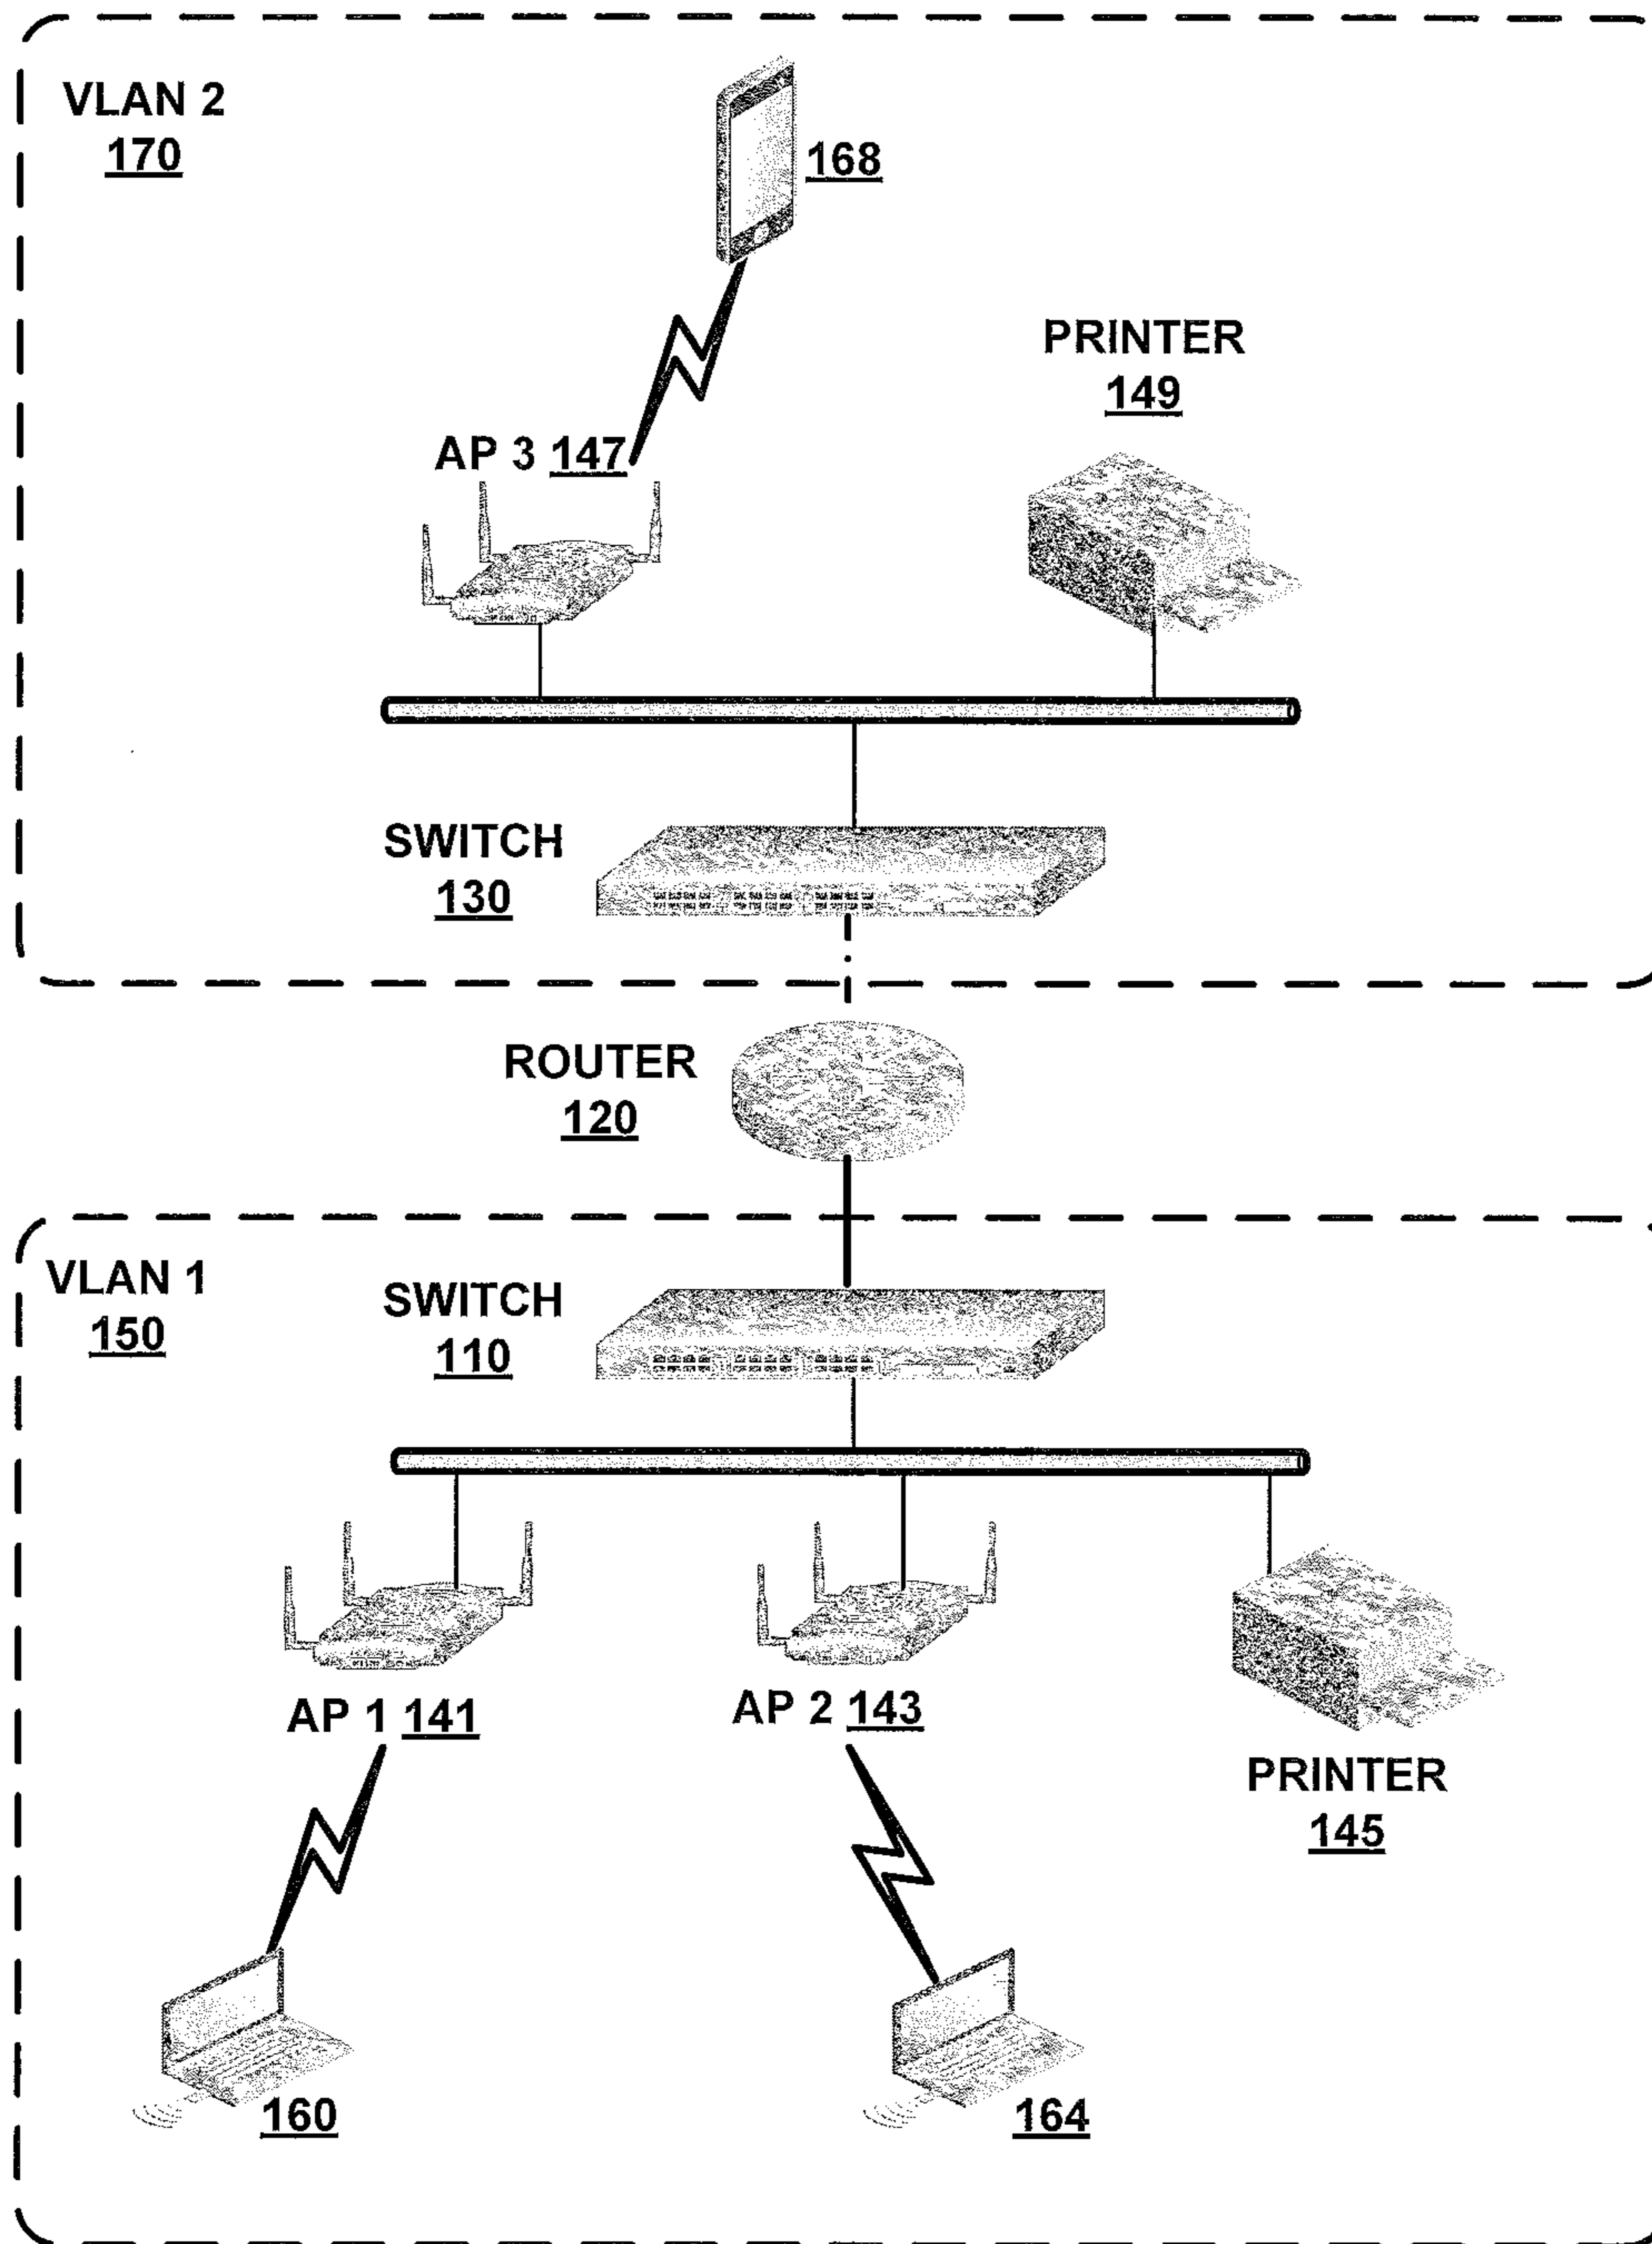 VLAN 2
170
168
PRINTER
149
AP 3 147
SWITCH
130
ROUTER
120
VLAN 1
150
SWITCH
110
AP 1 141
AP 2 143
PRINTER
145
160
164